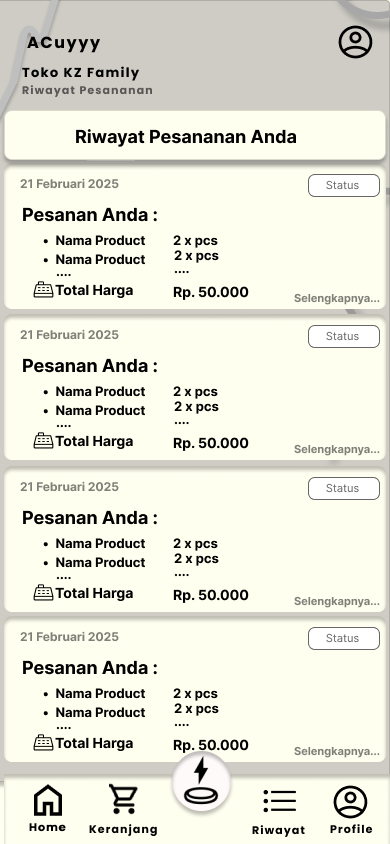 ACuyyy
Toko KZ Family
Riwayat Pesananan
Riwayat Pesanan Anda
21 Februari 2025
Status
Pesanan Anda :
• Nama Product 2 x pcs
• Nama Product 2 x pcs
.... ....
Total Harga Rp. 50.000
Selengkapnya...
21 Februari 2025
Status
Pesanan Anda :
• Nama Product 2 x pcs
• Nama Product 2 x pcs
.... ....
Total Harga Rp. 50.000
Selengkapnya...
21 Februari 2025
Status
Pesanan Anda :
• Nama Product 2 x pcs
• Nama Product 2 x pcs
.... ....
Total Harga Rp. 50.000
Selengkapnya...
21 Februari 2025
Status
Pesanan Anda :
• Nama Product 2 x pcs
• Nama Product 2 x pcs
.... ....
Total Harga Rp. 50.000
Selengkapnya...
Home Keranjang Riwayat Profile